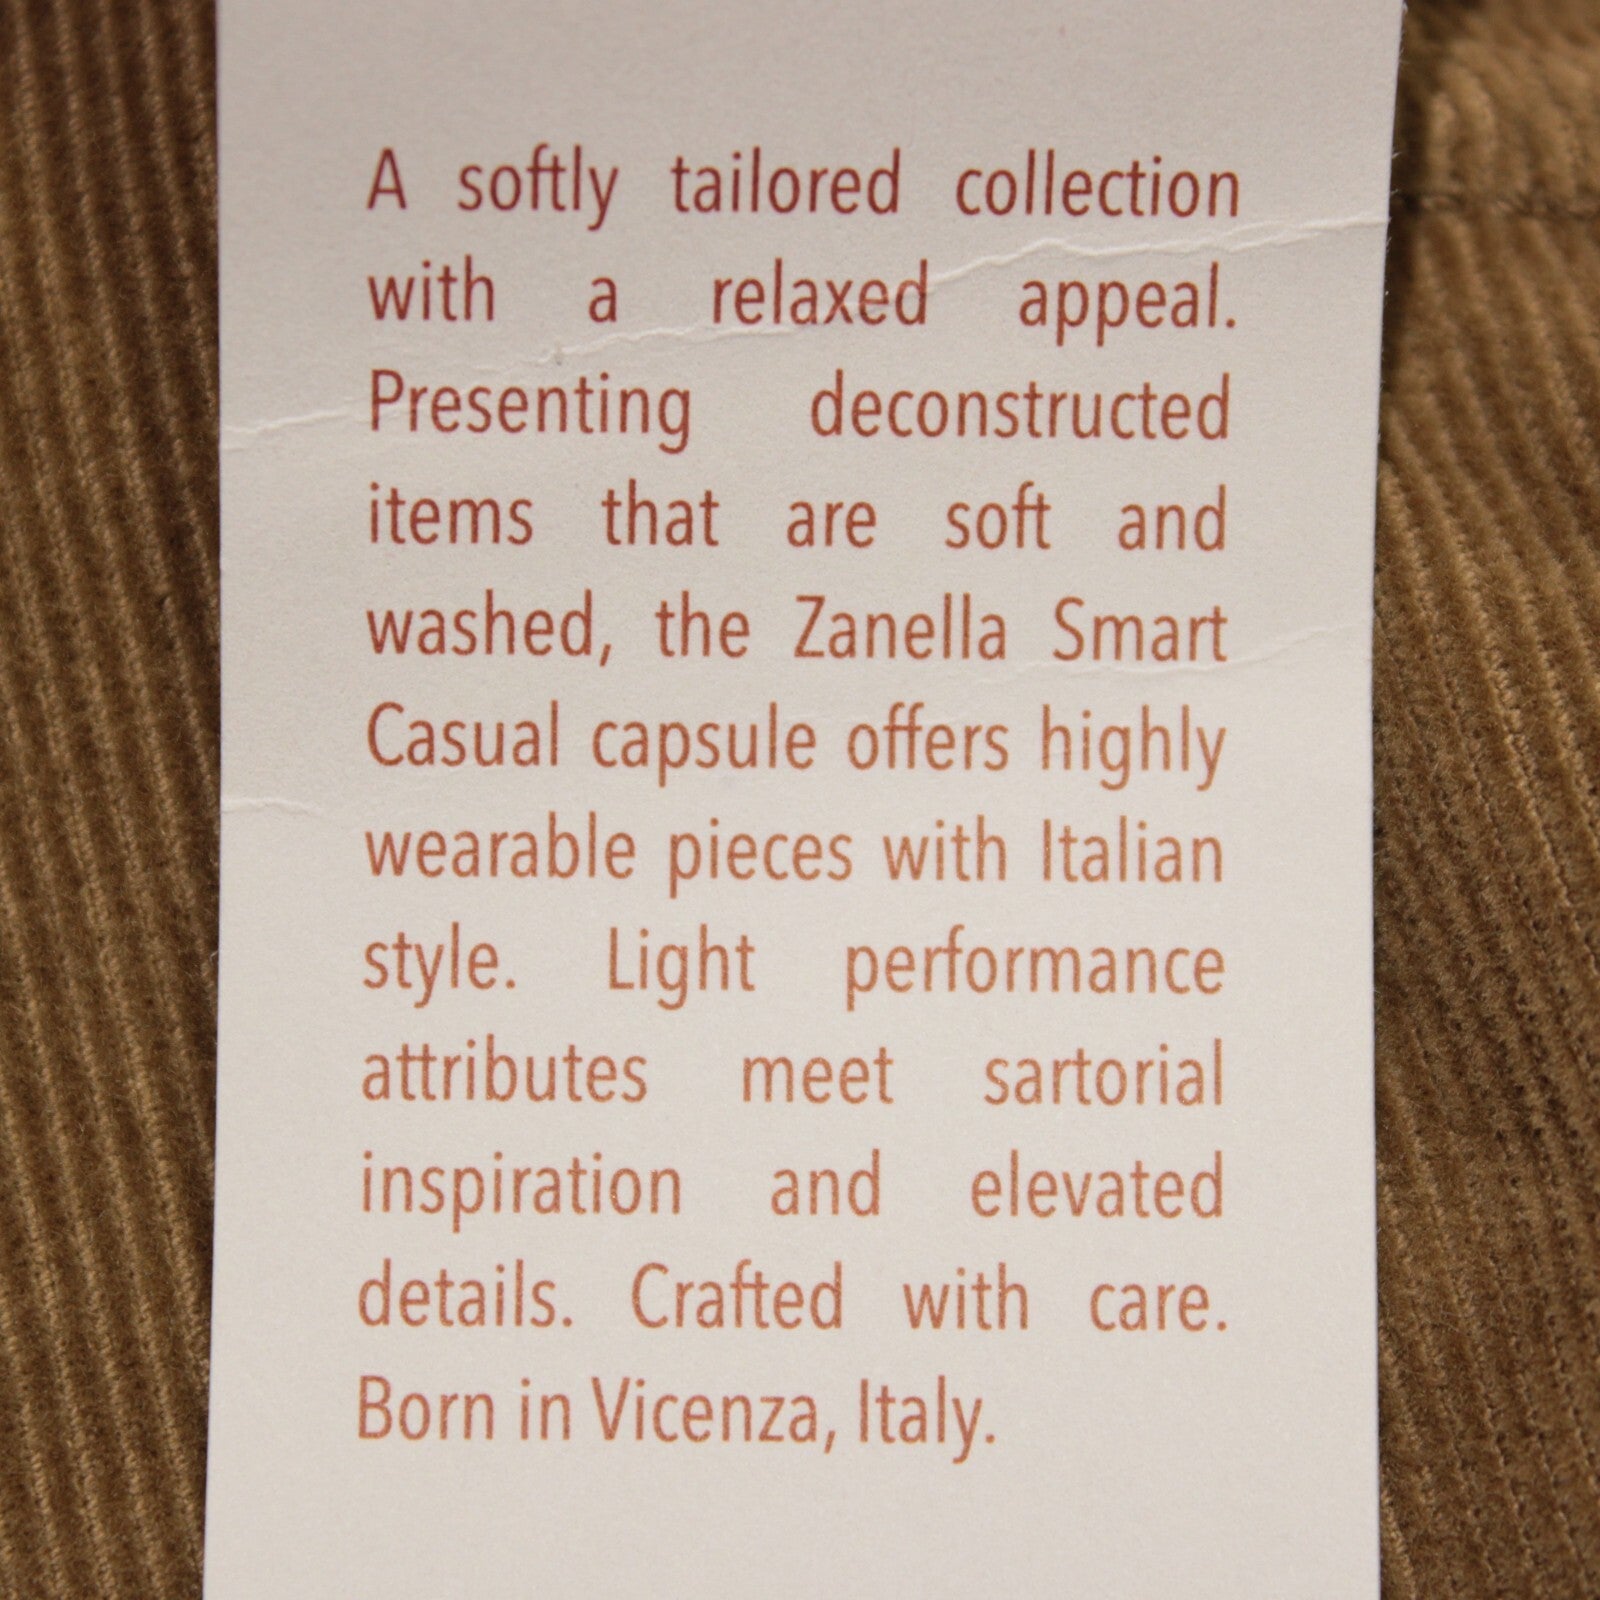 A softly tailored collection
with a relaxed appeal.
Presenting deconstructed
items that are soft and
washed, the Zanella Smart
Casual capsule offers highly
wearable pieces with Italian
style. Light performance
attributes meet sartorial
inspiration and elevated
details. Crafted with care.
Born in Vicenza, Italy.